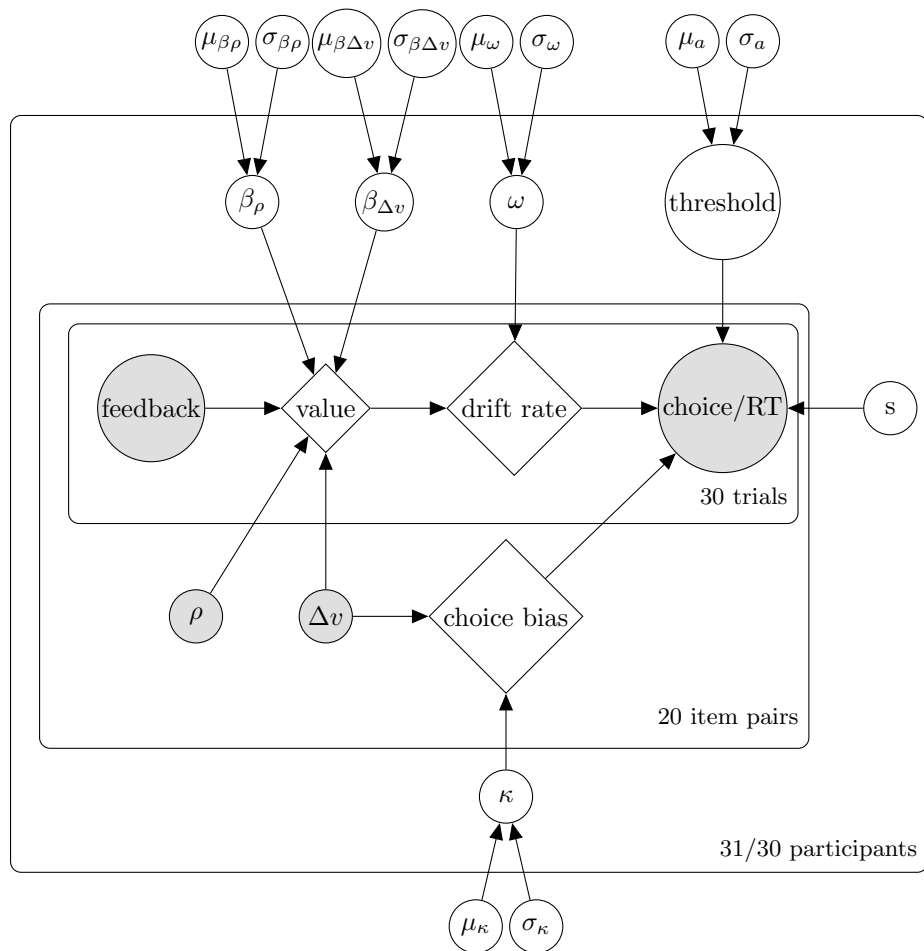 μ_βρ σ_βρ μ_βΔv σ_βΔv μ_ω σ_ω μ_a σ_a
β_ρ β_Δv ω threshold
feedback value drift rate choice/RT s
30 trials
ρ Δv choice bias
20 item pairs
κ
31/30 participants
μ_κ σ_κ